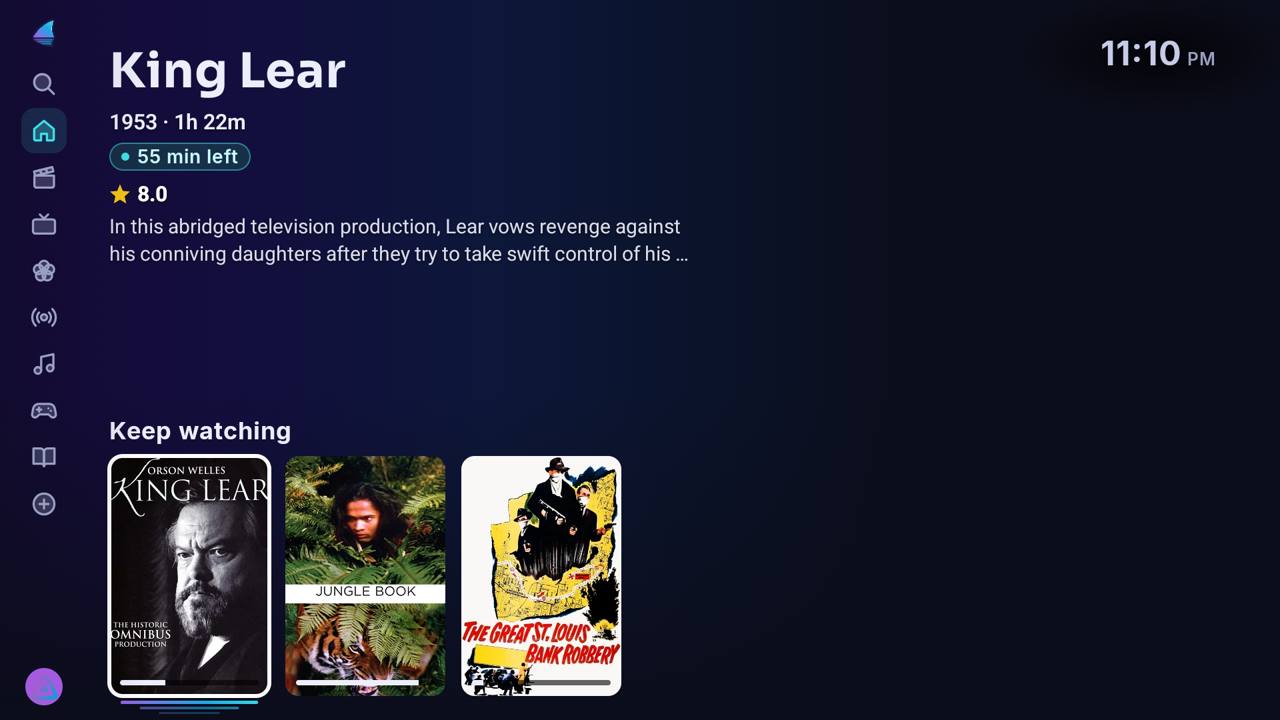 11:10 PM
King Lear
1953 · 1h 22m
55 min left
8.0
In this abridged television production, Lear vows revenge against
his conniving daughters after they try to take swift control of his ...
Keep watching
ORSON WELLES
KING LEAR
THE HISTORIC
OMNIBUS
PRODUCTION
JUNGLE BOOK
THE GREAT ST. LOUIS
BANK ROBBERY